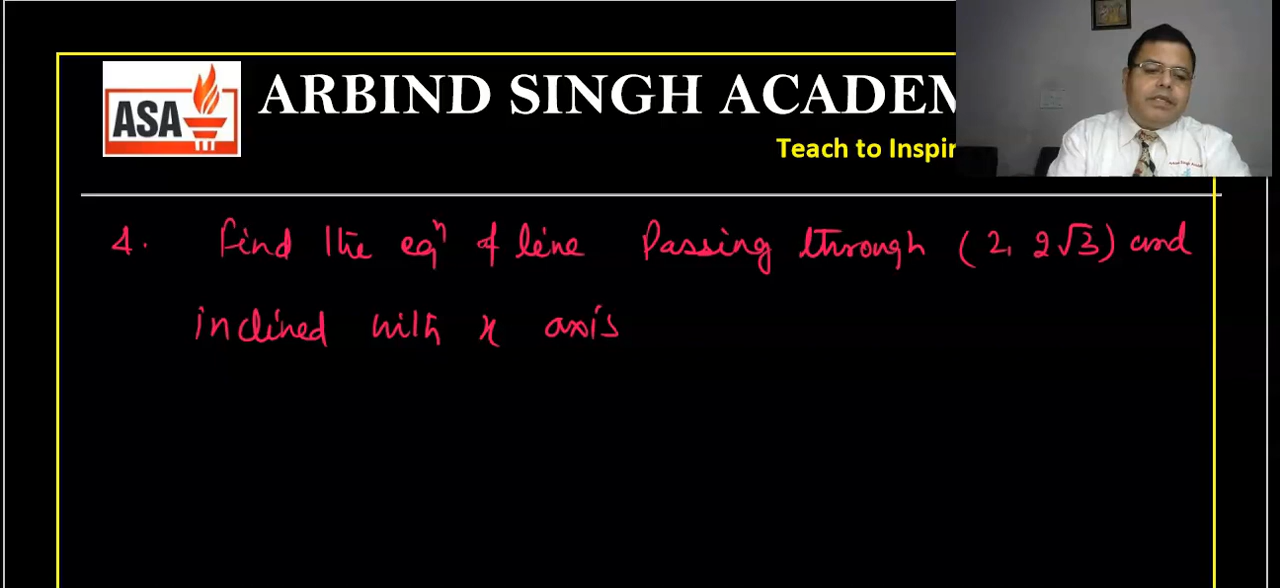 ASA
ARBIND SINGH ACADEM
Teach to Inspir
4. Find the eqⁿ of line Passing through (2, 2√3) and
inclined with x axis